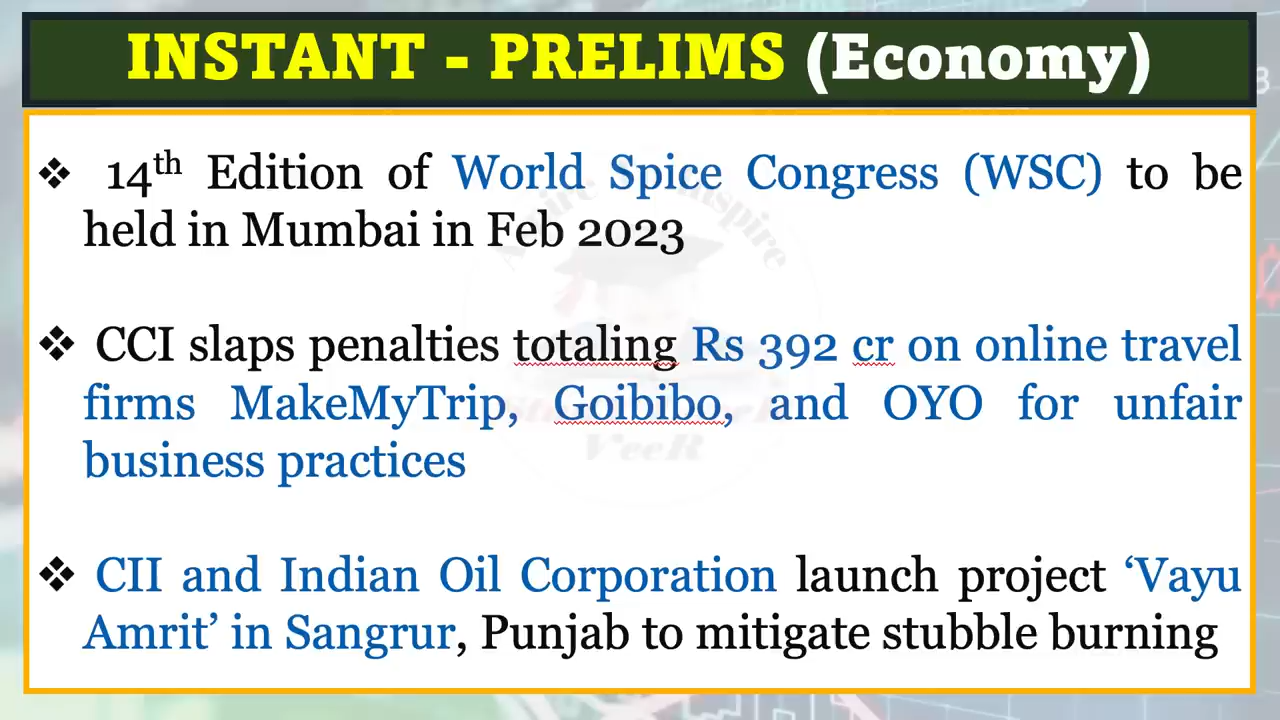 INSTANT - PRELIMS (Economy)
❖ 14th Edition of World Spice Congress (WSC) to be
held in Mumbai in Feb 2023
❖ CCI slaps penalties totaling Rs 392 cr on online travel
firms MakeMyTrip, Goibibo, and OYO for unfair
business practices
❖ CII and Indian Oil Corporation launch project ‘Vayu
Amrit’ in Sangrur, Punjab to mitigate stubble burning